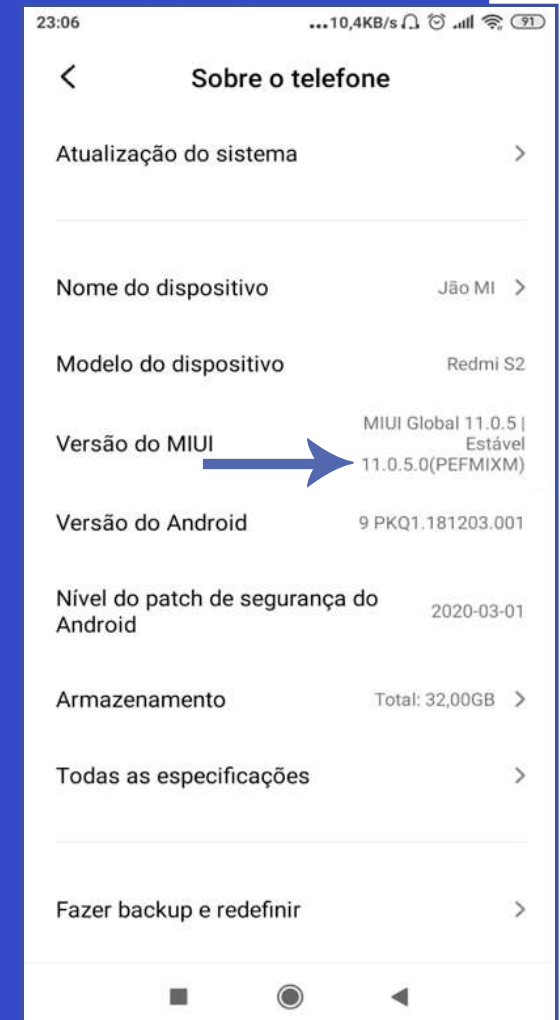 23:06 ...10,4KB/s 91
Sobre o telefone
Atualização do sistema
Nome do dispositivo Jão MI
Modelo do dispositivo Redmi S2
Versão do MIUI MIUI Global 11.0.5 |
Estável
11.0.5.0(PEFMIXM)
Versão do Android 9 PKQ1.181203.001
Nível do patch de segurança do
Android 2020-03-01
Armazenamento Total: 32,00GB
Todas as especificações
Fazer backup e redefinir